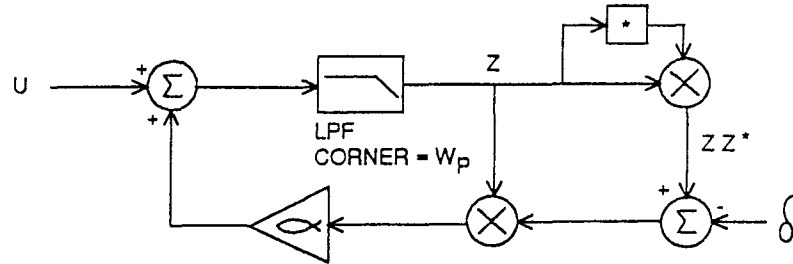 *
Z
U
+
Σ
+
LPF
CORNER = Wp
ZZ*
+
-
Σ
α
δ